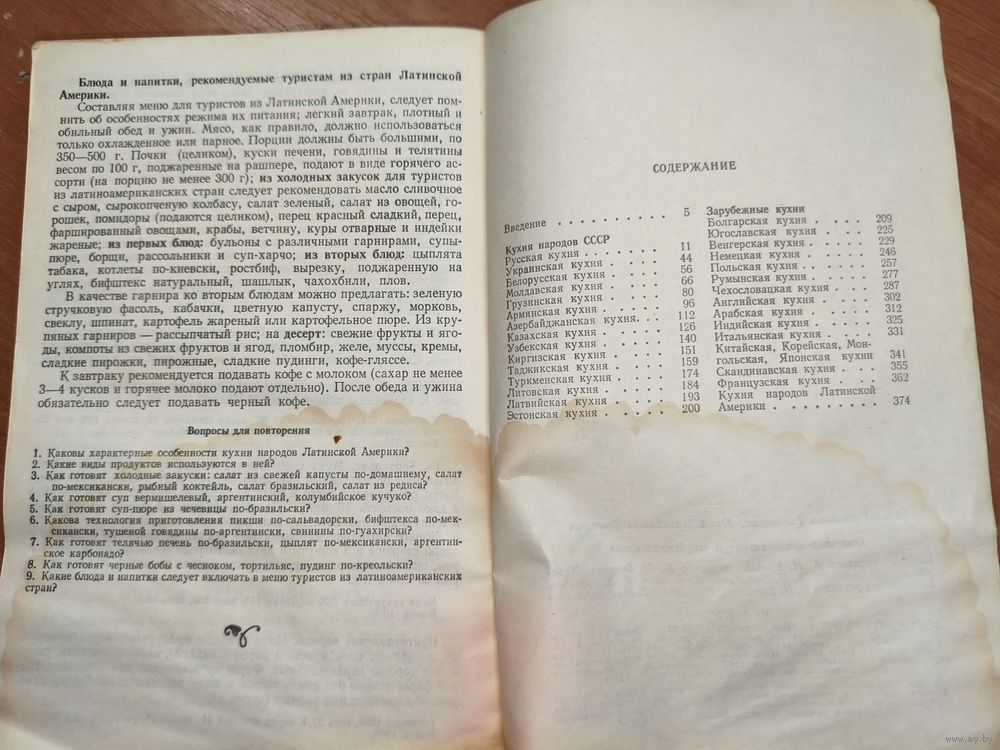 Блюда и напитки, рекомендуемые туристам из стран Латинской
Америки.
Составляя меню для туристов из Латинской Америки, следует пом-
нить об особенностях режима их питания; легкий завтрак, плотный и
обильный обед и ужин. Мясо, как правило, должно использоваться
только охлажденное или парное. Порции должны быть большими, по
350—500 г. Почки (целиком), куски печени, говядины и телятины
весом по 100 г, поджаренные на рашпере, подают в виде горячего ас-
сорти (на порцию не менее 300 г); из холодных закусок для туристов
из латиноамериканских стран следует рекомендовать масло сливочное
с сыром, сырокопченую колбасу, салат зеленый, салат из овощей, го-
рошек, помидоры (подаются целиком), перец красный сладкий, перец,
фаршированный овощами, крабы, ветчину, куры отварные и индейки
жареные; из первых блюд: бульоны с различными гарнирами, супы-
пюре, борщи, рассольники и суп-харчо; из вторых блюд: цыплята
табака, котлеты по-киевски, ростбиф, вырезку, поджаренную на
углях, бифштекс натуральный, шашлык, чахохбили, плов.
В качестве гарнира ко вторым блюдам можно предлагать: зеленую
стручковую фасоль, кабачки, цветную капусту, спаржу, морковь,
свеклу, шпинат, картофель жареный или картофельное пюре. Из кру-
пяных гарниров — рассыпчатый рис; на десерт: свежие фрукты и яго-
ды, компоты из свежих фруктов и ягод, пломбир, желе, муссы, кремы,
сладкие пирожки, пирожные, сладкие пудинги, кофе-гляссе.
К завтраку рекомендуется подавать кофе с молоком (сахар не менее
3—4 кусков и горячее молоко подают отдельно). После обеда и ужина
обязательно следует подавать черный кофе.
Вопросы для повторения
1. Каковы характерные особенности кухни народов Латинской Америки?
2. Какие виды продуктов используются в ней?
3. Как готовят холодные закуски: салат из свежей капусты по-домашнему, салат
по-мексикански, рыбный коктейль, салат бразильский, салат из редиса?
4. Как готовят суп вермишелевый, аргентинский, колумбийское кучуко?
5. Как готовят суп-пюре из чечевицы по-бразильски?
6. Какова технология приготовления пикши по-сальвадорски, бифштекса по-мек-
сикански, тушеной говядины по-аргентински, свинины по-гуахирски?
7. Как готовят телячью печень по-бразильски, цыплят по-мексикански, аргентин-
ское карбонадо?
8. Как готовят черные бобы с чесноком, тортильяс, пудинг по-креольски?
9. Какие блюда и напитки следует включать в меню туристов из латиноамериканских
стран?
СОДЕРЖАНИЕ
Введение . . . . . . . . . . 5
Кухня народов СССР
Русская кухня . . . . . . 11
Украинская кухня . . . . 44
Белорусская кухня . . . . 56
Молдавская кухня . . . . 66
Грузинская кухня . . . . 80
Армянская кухня . . . . 96
Азербайджанская кухня. . . 112
Казахская кухня . . . . 126
Узбекская кухня . . . . 140
Киргизская кухня . . . . 151
Таджикская кухня . . . . 159
Туркменская кухня . . . . 174
Литовская кухня . . . . 184
Латвийская кухня . . . . 193
Эстонская кухня . . . . 200
Зарубежные кухни
Болгарская кухня . . . . 209
Югославская кухня . . . 225
Венгерская кухня . . . . 229
Немецкая кухня . . . . 246
Польская кухня . . . . 257
Румынская кухня . . . . 277
Чехословацкая кухня . . . 287
Английская кухня . . . . 302
Арабская кухня . . . . 312
Индийская кухня . . . . 325
Итальянская кухня . . . . 331
Китайская, Корейская, Мон-
гольская, Японская кухни 341
Скандинавская кухня . . . 355
Французская кухня . . . . 362
Кухня народов Латинской
Америки . . . . . . . . 374
www.ay.by